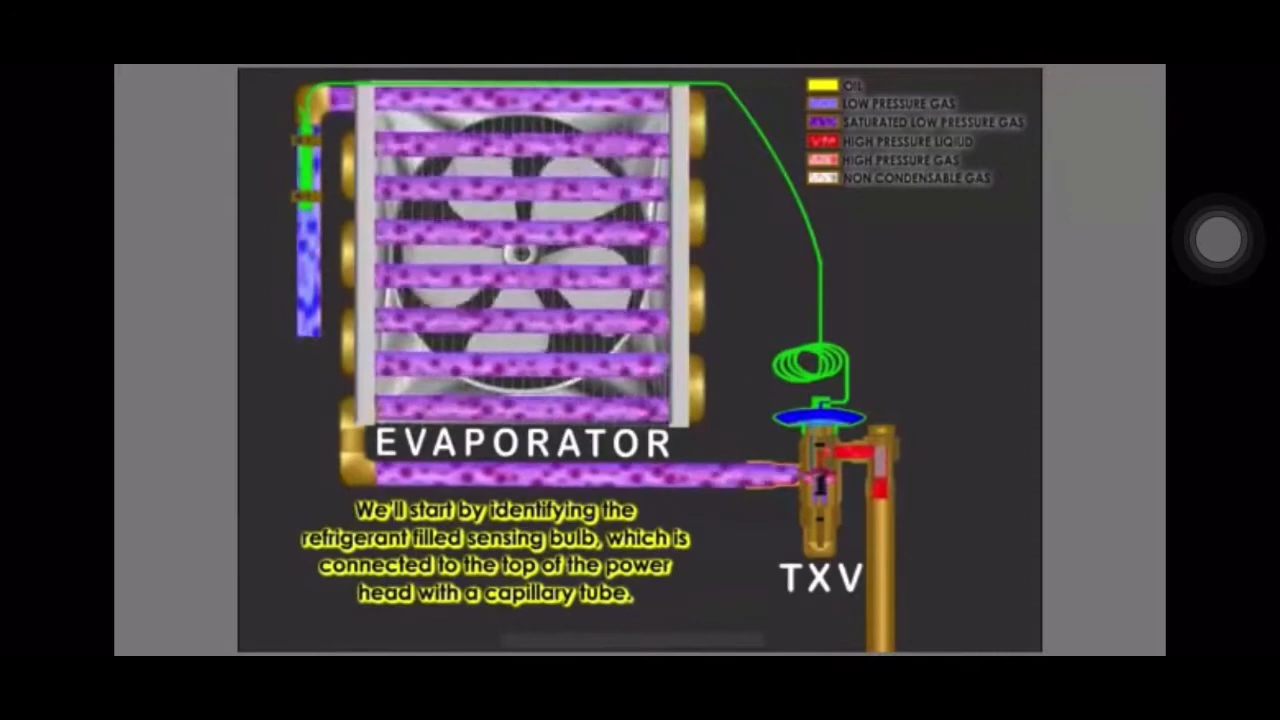 OIL
LOW PRESSURE GAS
SATURATED LOW PRESSURE GAS
HIGH PRESSURE LIQIUD
HIGH PRESSURE GAS
NON CONDENSABLE GAS
EVAPORATOR
We'll start by identifying the
refrigerant filled sensing bulb, which is
connected to the top of the power
head with a capillary tube.
TXV